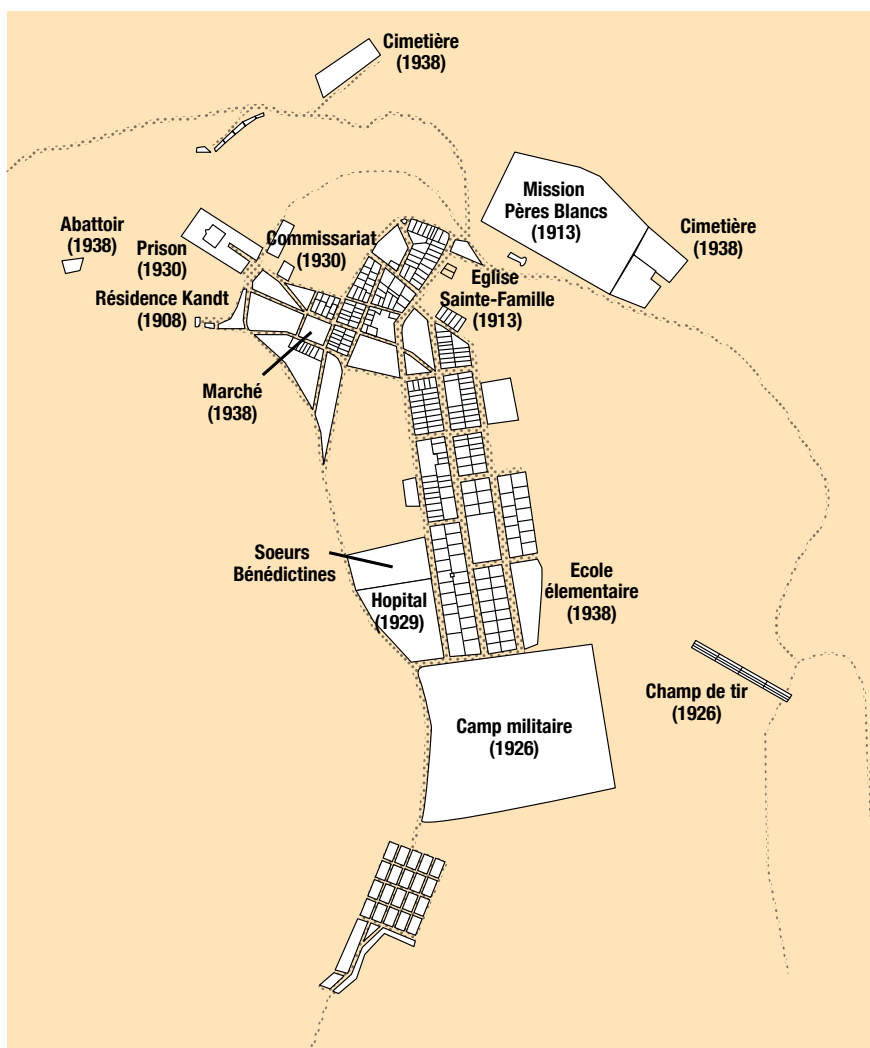 Cimetière
(1938)
Mission
Pères Blancs
(1913)
Cimetière
(1938)
Abattoir
(1938)
Prison
(1930)
Commissariat
(1930)
Eglise
Sainte-Famille
(1913)
Résidence Kandt
(1908)
Marché
(1938)
Soeurs
Bénédictines
Hopital
(1929)
Ecole
élementaire
(1938)
Champ de tir
(1926)
Camp militaire
(1926)